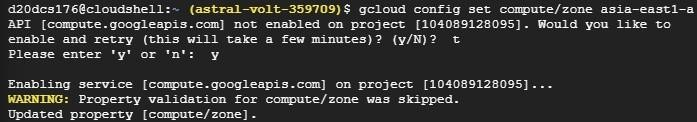 d20dcs176@cloudshell:~ (astral-volt-359709)$ gcloud config set compute/zone asia-east1-a
API [compute.googleapis.com] not enabled on project [104089128095]. Would you like to
enable and retry (this will take a few minutes)? (y/N)?  t
Please enter 'y' or 'n':  y
Enabling service [compute.googleapis.com] on project [104089128095]...
WARNING: Property validation for compute/zone was skipped.
Updated property [compute/zone].